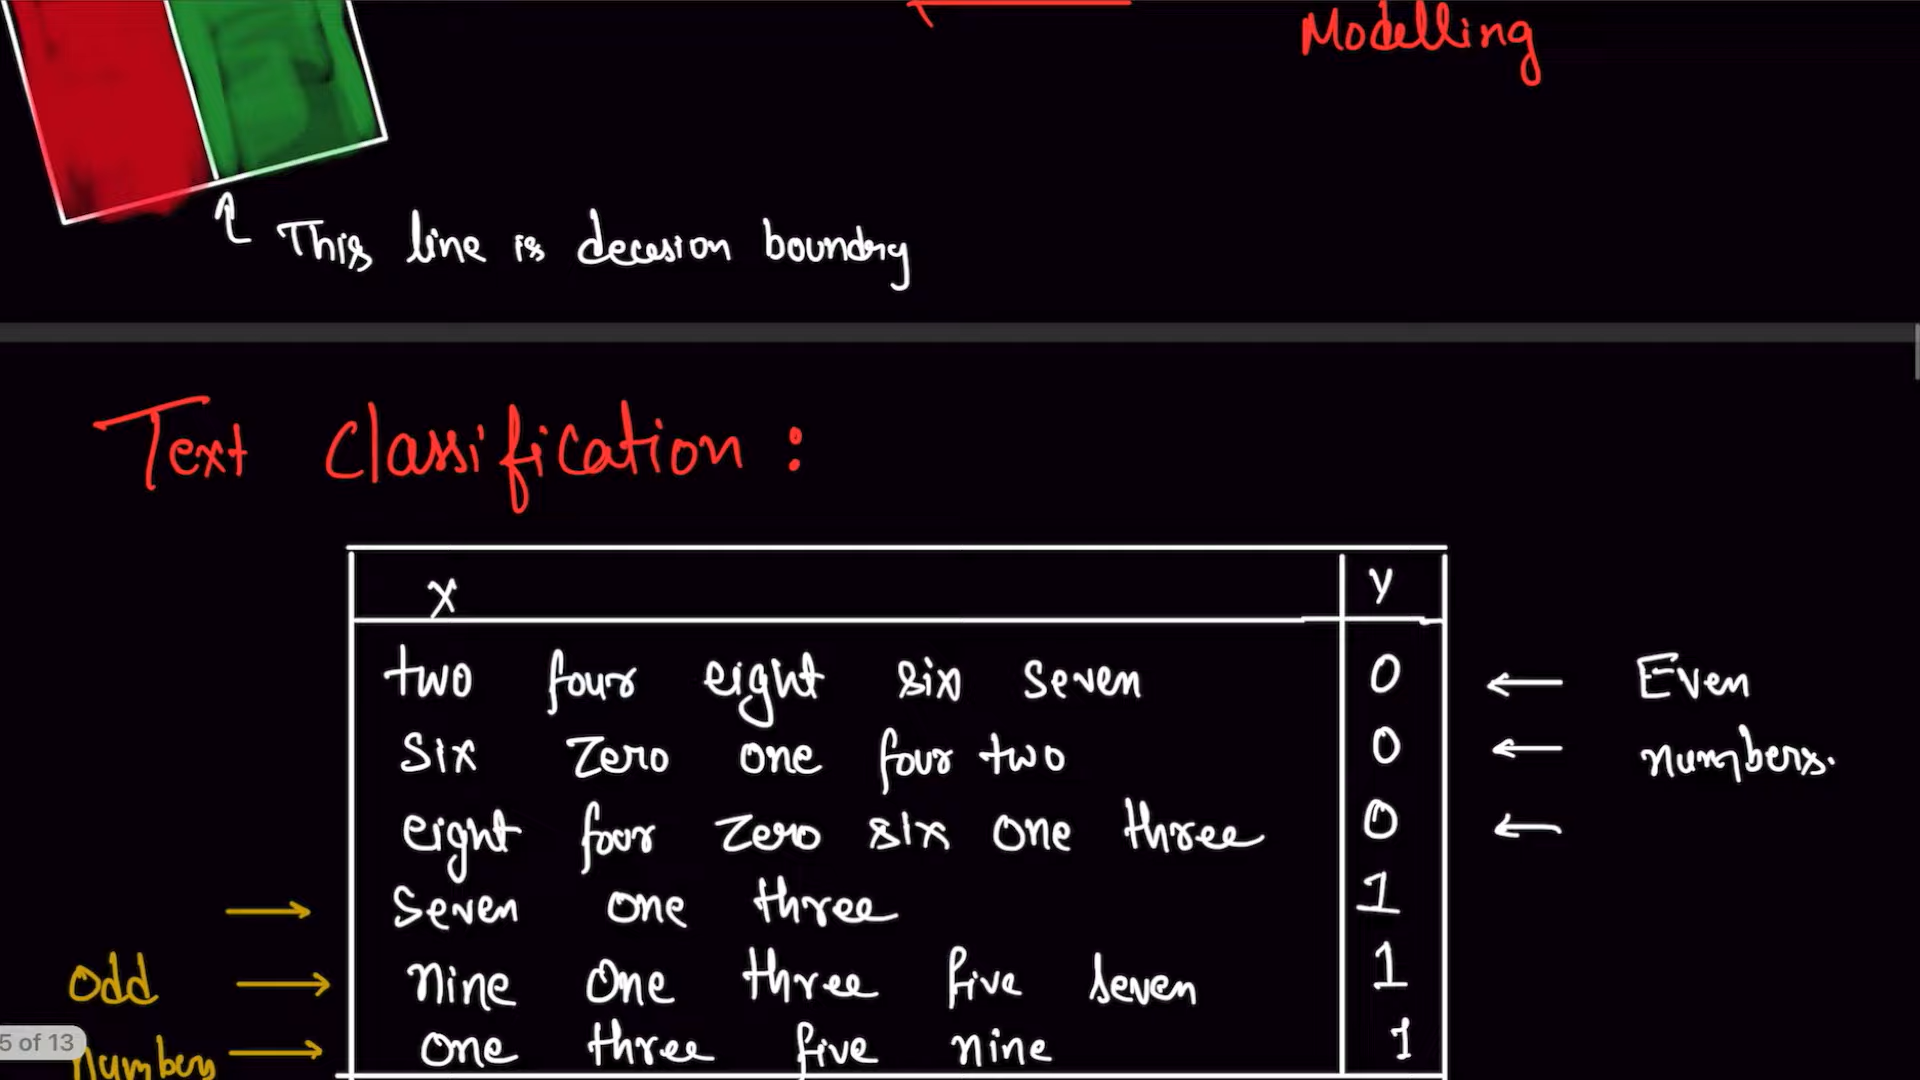 Modelling
This line is decesion boundry
Text classification :
X Y
two four eight six seven 0 ← Even
six zero one four two 0 ← numbers.
eight four zero six one three 0 ←
→ seven one three 1
odd → nine one three five seven 1
numbers → one three five nine 1
5 of 13